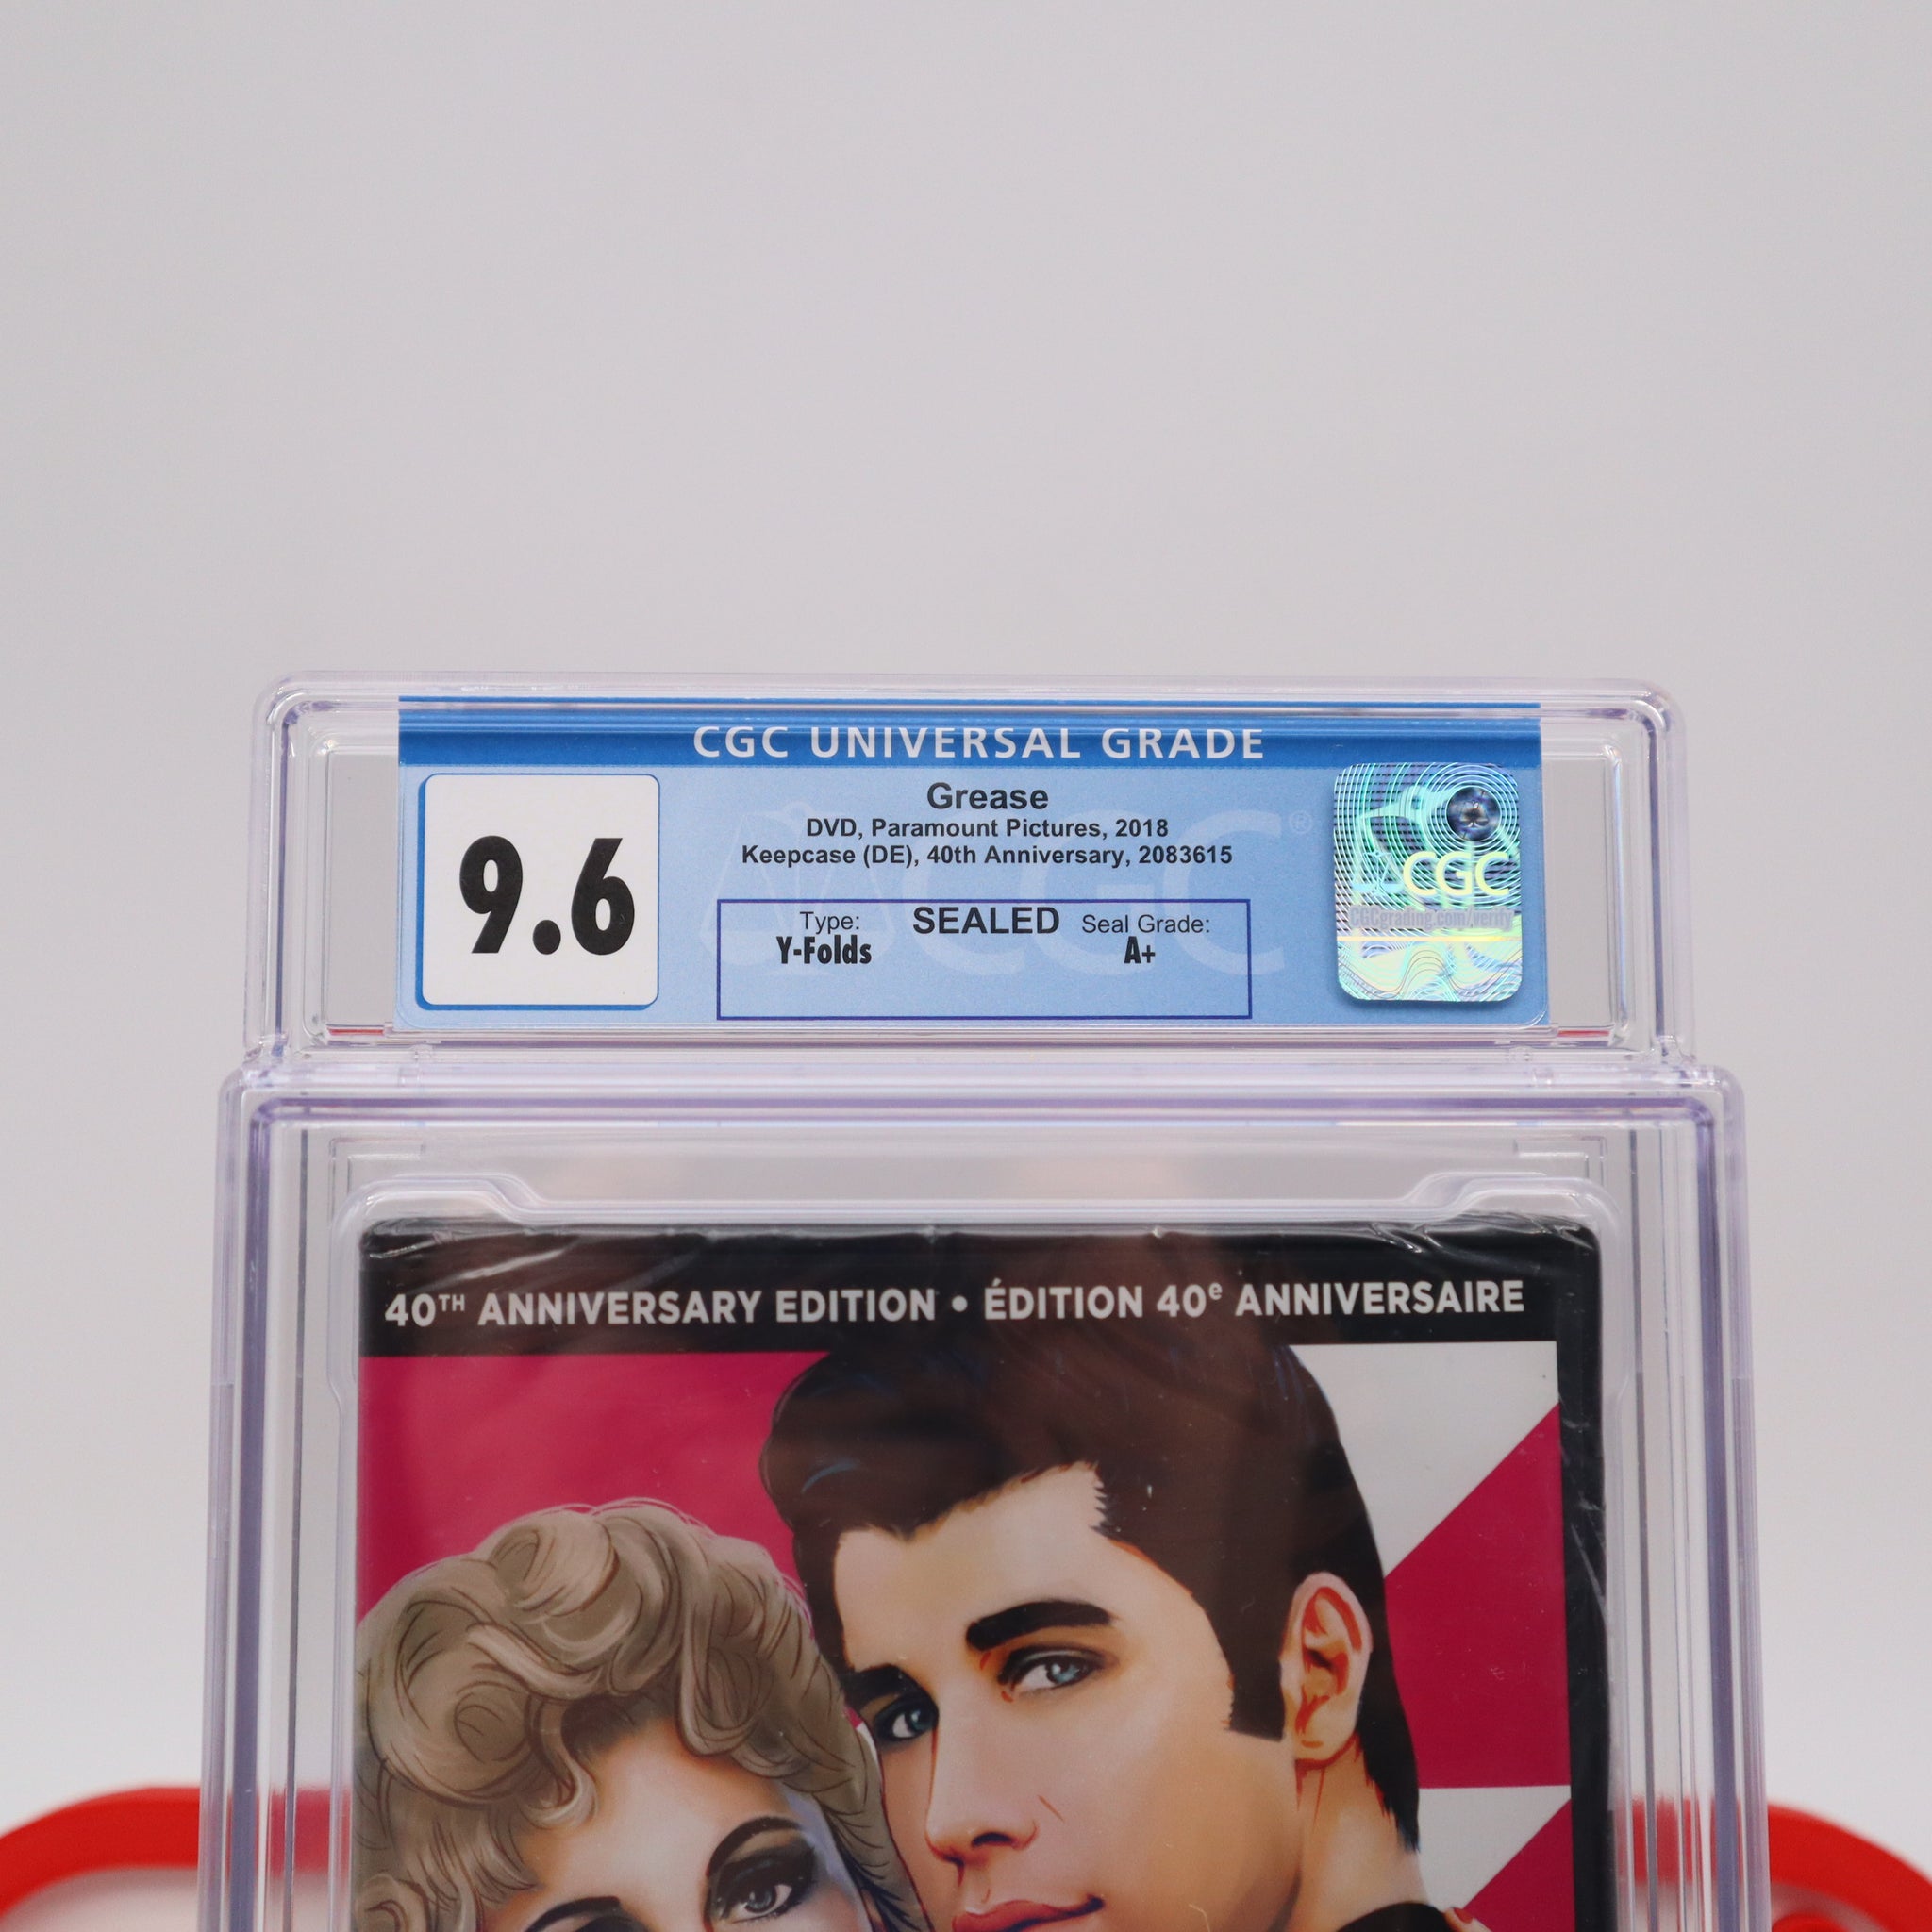 CGC UNIVERSAL GRADE
9.6
Grease
DVD, Paramount Pictures, 2018
Keepcase (DE), 40th Anniversary, 2083615
CGC®
Type: SEALED Seal Grade:
Y-Folds A+
CGC
CGCgrading.com/verify
40TH ANNIVERSARY EDITION • ÉDITION 40e ANNIVERSAIRE